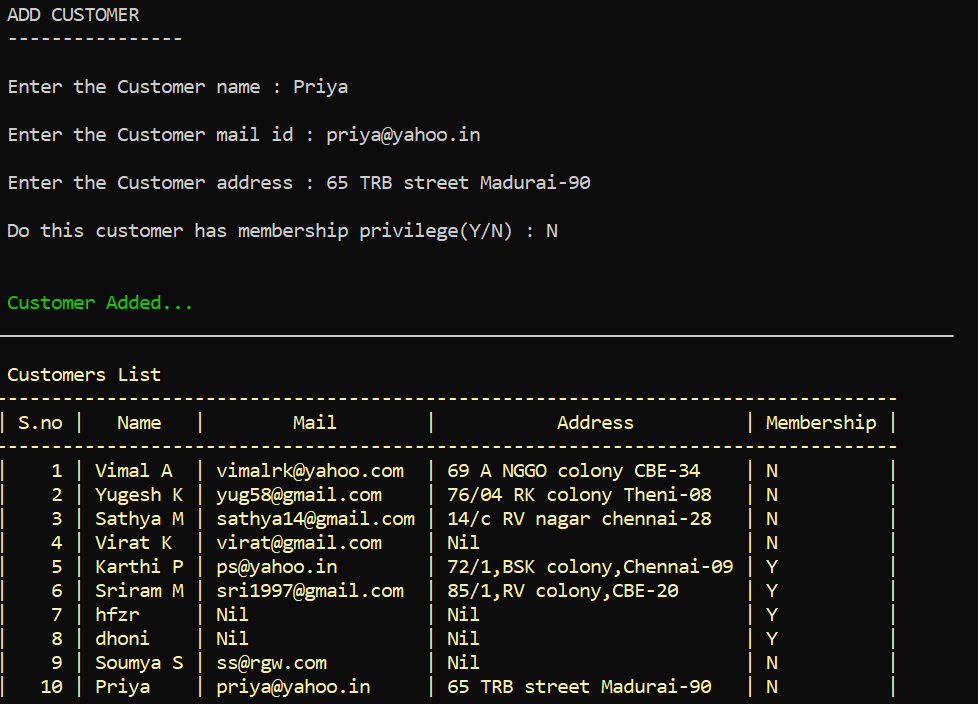 ADD CUSTOMER
----------------
Enter the Customer name : Priya
Enter the Customer mail id : priya@yahoo.in
Enter the Customer address : 65 TRB street Madurai-90
Do this customer has membership privilege(Y/N) : N
Customer Added...
Customers List
---------------------------------------------------------------------------------
| S.no |   Name   |        Mail        |          Address          | Membership |
---------------------------------------------------------------------------------
|    1 | Vimal A  | vimalrk@yahoo.com  | 69 A NGGO colony CBE-34    | N          |
|    2 | Yugesh K | yug58@gmail.com    | 76/04 RK colony Theni-08   | N          |
|    3 | Sathya M | sathya14@gmail.com | 14/c RV nagar chennai-28   | N          |
|    4 | Virat K  | virat@gmail.com    | Nil                        | N          |
|    5 | Karthi P | ps@yahoo.in        | 72/1,BSK colony,Chennai-09 | Y          |
|    6 | Sriram M | sri1997@gmail.com  | 85/1,RV colony,CBE-20      | Y          |
|    7 | hfzr     | Nil                | Nil                        | Y          |
|    8 | dhoni    | Nil                | Nil                        | Y          |
|    9 | Soumya S | ss@rgw.com         | Nil                        | N          |
|   10 | Priya    | priya@yahoo.in     | 65 TRB street Madurai-90   | N          |